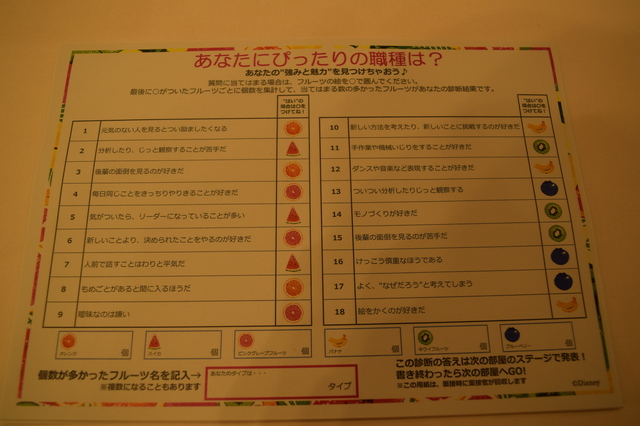 あなたにぴったりの職種は？
あなたの"強みと魅力"を見つけちゃおう♪
質問に当てはまる場合は、フルーツの絵を○で囲んでください。
最後に○がついたフルーツごとに個数を集計して、当てはまる数の多かったフルーツがあなたの診断結果です。
"はい"の
場合は○を
つけてね！
1 元気のない人を見るとつい励ましたくなる
2 分析したり、じっと観察することが苦手だ
3 後輩の面倒を見るのが好きだ
4 毎日同じことをきっちりやりきることが好きだ
5 気がついたら、リーダーになっていることが多い
6 新しいことより、決められたことをやるのが好きだ
7 人前で話すことはわりと平気だ
8 もめごとがあると間に入るほうだ
9 曖昧なのは嫌い
"はい"の
場合は○を
つけてね！
10 新しい方法を考えたり、新しいことに挑戦するのが好きだ
11 手作業や機械いじりをすることが好きだ
12 ダンスや音楽など表現することが好きだ
13 ついつい分析したりじっと観察する
14 モノづくりが好きだ
15 後輩の面倒を見るのが苦手だ
16 けっこう慎重なほうである
17 よく、"なぜだろう"と考えてしまう
18 絵をかくのが好きだ
オレンジ 個
スイカ 個
ピンクグレープフルーツ 個
バナナ 個
キウイフルーツ 個
ブルーベリー 個
個数が多かったフルーツ名を記入→
※複数になることもあります
あなたのタイプは・・・
タイプ
この診断の答えは次の部屋のステージで発表！
書き終わったら次の部屋へGO!
※この用紙は、面接時に面接官が回収します
©Disney